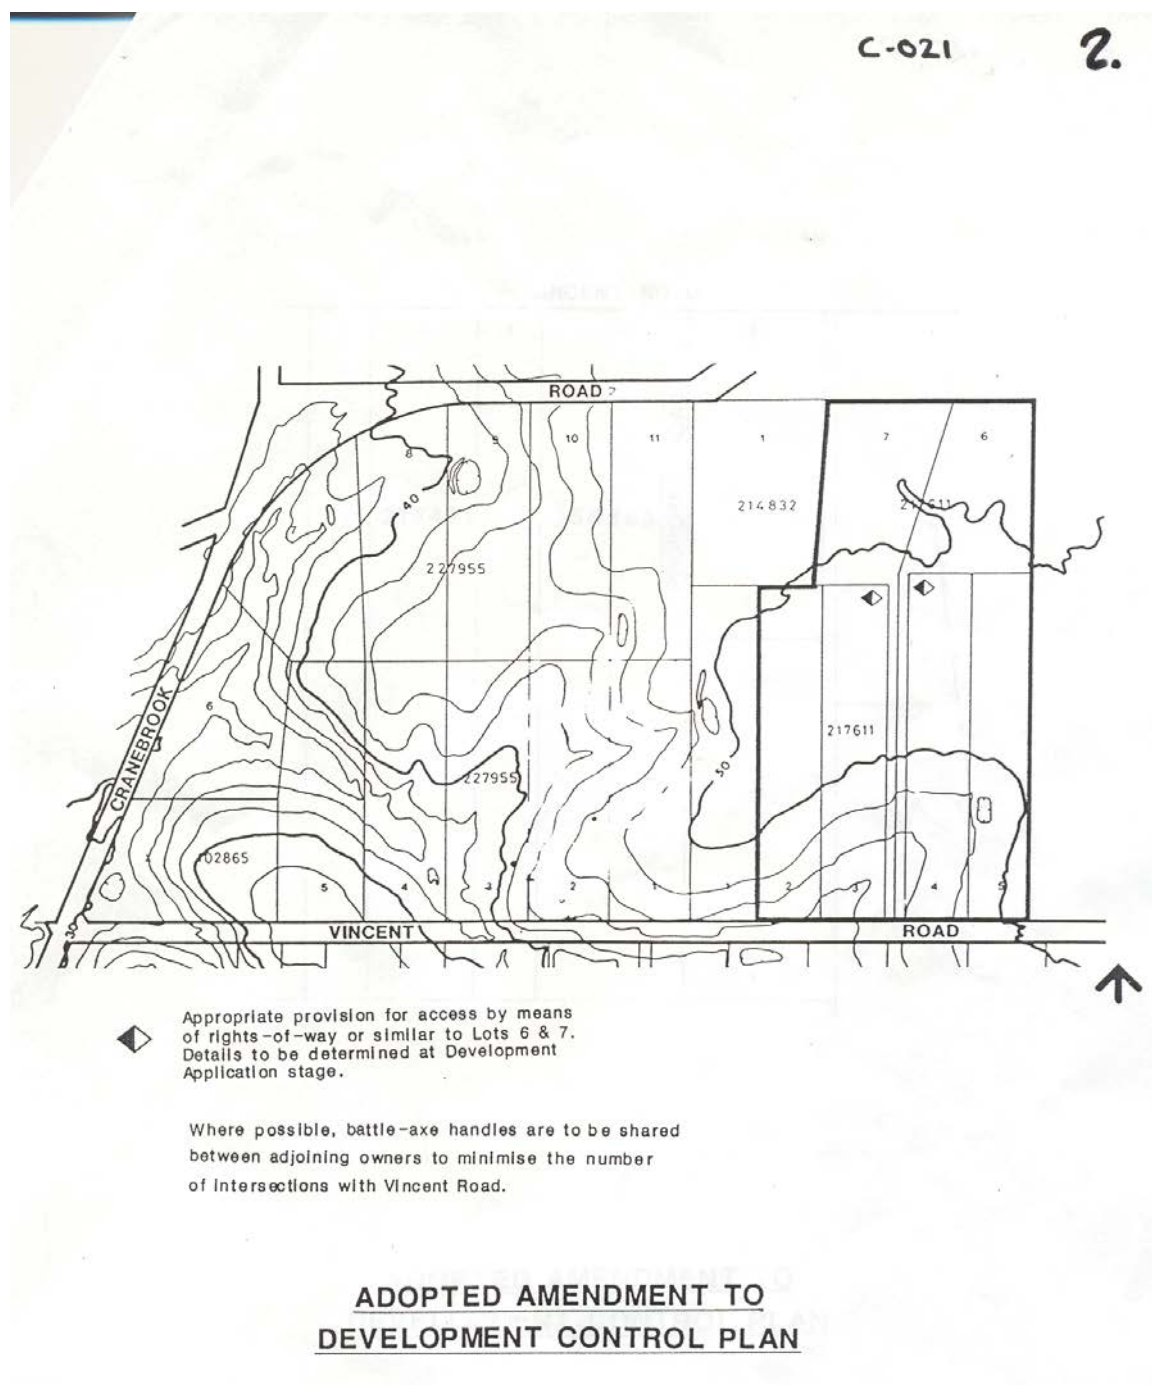 C-021 2.
ROAD
9 10 11 1 7 6
8
40
214832 217611
227955
CRANEBROOK
6
217611
50
227955
102865
5 4 3 2 1 1 2 3 4 5
30
VINCENT ROAD
Appropriate provision for access by means
of rights-of-way or similar to Lots 6 & 7.
Details to be determined at Development
Application stage.
Where possible, battle-axe handles are to be shared
between adjoining owners to minimise the number
of intersections with Vincent Road.
ADOPTED AMENDMENT TO
DEVELOPMENT CONTROL PLAN